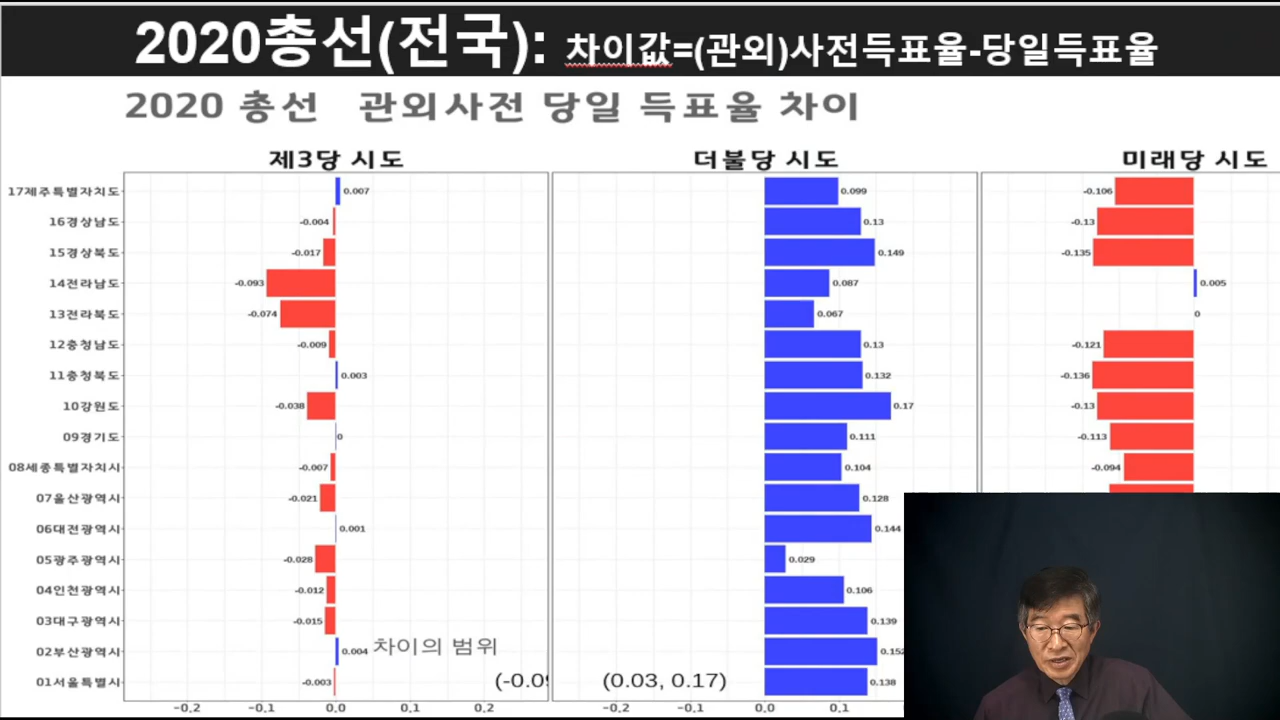 2020총선(전국): 차이값=(관외)사전득표율-당일득표율
2020 총선 관외사전 당일 득표율 차이
제3당 시도 더불당 시도 미래당 시도
17제주특별자치도 0.007 0.099 -0.106
16경상남도 -0.004 0.13 -0.13
15경상북도 -0.017 0.149 -0.135
14전라남도 -0.093 0.087 0.005
13전라북도 -0.074 0.067 0
12충청남도 -0.009 0.13 -0.121
11충청북도 0.003 0.132 -0.136
10강원도 -0.038 0.17 -0.13
09경기도 0 0.111 -0.113
08세종특별자치시 -0.007 0.104 -0.094
07울산광역시 -0.021 0.128
06대전광역시 0.001 0.144
05광주광역시 -0.028 0.029
04인천광역시 -0.012 0.106
03대구광역시 -0.015 0.139
02부산광역시 0.004 차이의 범위 0.152
01서울특별시 -0.003 (-0.09 (0.03, 0.17) 0.138
-0.2 -0.1 0.0 0.1 0.2 -0.2 -0.1 0.0 0.1